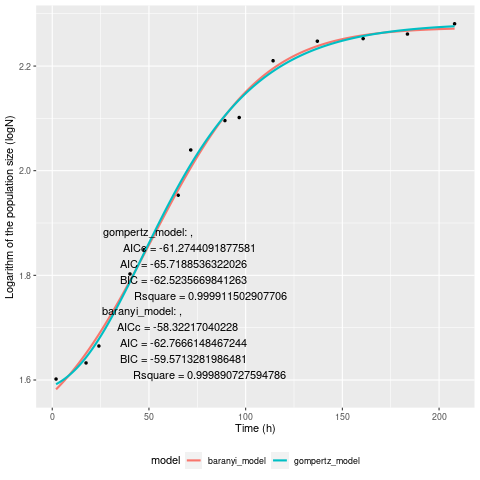 Logarithm of the population size (logN)
2.2
2.0
1.8
1.6
gompertz_model: ,
AICc = -61.2744091877581
AIC = -65.7188536322026
BIC = -62.5235669841263
Rsquare = 0.999911502907706
baranyi_model: ,
AICc = -58.32217040228
AIC = -62.7666148467244
BIC = -59.5713281986481
Rsquare = 0.999890727594786
0 50 100 150 200
Time (h)
model baranyi_model gompertz_model